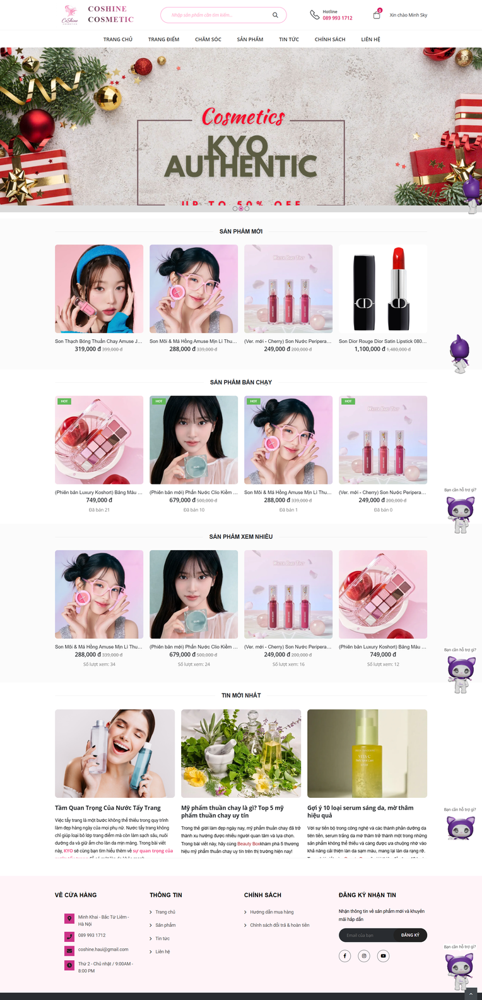 CoShine
COSHINE
COSMETIC
Nhập sản phẩm cần tìm kiếm...
Hotline
089 993 1712
0
Xin chào Minh Sky
TRANG CHỦ
TRANG ĐIỂM
CHĂM SÓC
SẢN PHẨM
TIN TỨC
CHÍNH SÁCH
LIÊN HỆ
Cosmetics
KYO
AUTHENTIC
UP TO 50% OFF
SẢN PHẨM MỚI
Son Thạch Bóng Thuần Chay Amuse J...
319,000 đ 399,000 đ
Son Môi & Má Hồng Amuse Mịn Lì Thu...
288,000 đ 339,000 đ
(Ver. mới - Cherry) Son Nước Peripera...
249,000 đ 200,000 đ
Son Dior Rouge Dior Satin Lipstick 080...
1,100,000 đ 1,480,000 đ
SẢN PHẨM BÁN CHẠY
HOT
HOT
HOT
HOT
(Phiên bản Luxury Koshort) Bảng Màu ...
749,000 đ
Đã bán 21
(Phiên bản mới) Phấn Nước Clio Kiềm ...
679,000 đ 500,000 đ
Đã bán 10
Son Môi & Má Hồng Amuse Mịn Lì Thu...
288,000 đ 339,000 đ
Đã bán 1
(Ver. mới - Cherry) Son Nước Peripera...
249,000 đ 200,000 đ
Đã bán 0
Bạn cần hỗ trợ gì?
SẢN PHẨM XEM NHIỀU
Son Môi & Má Hồng Amuse Mịn Lì Thu...
288,000 đ 339,000 đ
Số lượt xem: 34
(Phiên bản mới) Phấn Nước Clio Kiềm ...
679,000 đ 500,000 đ
Số lượt xem: 24
(Ver. mới - Cherry) Son Nước Peripera...
249,000 đ 200,000 đ
Số lượt xem: 16
(Phiên bản Luxury Koshort) Bảng Màu ...
749,000 đ
Số lượt xem: 12
Bạn cần hỗ trợ gì?
TIN MỚI NHẤT
Tầm Quan Trọng Của Nước Tẩy Trang
Việc tẩy trang là một bước không thể thiếu trong quy trình
làm đẹp hàng ngày của mọi phụ nữ. Nước tẩy trang không
chỉ giúp loại bỏ lớp trang điểm mà còn làm sạch sâu, nuôi
dưỡng da và giữ ẩm cho làn da mịn màng. Trong bài viết
này, KYO sẽ cùng bạn tìm hiểu thêm về sự quan trọng của
Mỹ phẩm thuần chay là gì? Top 5 mỹ
phẩm thuần chay uy tín
Trong thế giới làm đẹp ngày nay, mỹ phẩm thuần chay đã trở
thành xu hướng được nhiều người quan tâm và lựa chọn.
Trong bài viết này, hãy cùng Beauty Boxkhám phá 5 thương
hiệu mỹ phẩm thuần chay uy tín trên thị trường hiện nay!
Gợi ý 10 loại serum sáng da, mờ thâm
hiệu quả
Với sự tiến bộ trong công nghệ và các thành phần dưỡng da
tiên tiến, serum trắng da mờ thâm trở thành một trong những
sản phẩm không thể thiếu và càng được ưa chuộng nhờ vào
khả năng cải thiện làn da sạm màu, mang lại làn da rạng rỡ.
Bạn cần hỗ trợ gì?
VỀ CỬA HÀNG
Minh Khai - Bắc Từ Liêm -
Hà Nội
089 993 1712
coshine.haui@gmail.com
Thứ 2 - Chủ nhật / 9:00AM -
8:00 PM
THÔNG TIN
Trang chủ
Sản phẩm
Tin tức
Liên hệ
CHÍNH SÁCH
Hướng dẫn mua hàng
Chính sách đổi trả & hoàn tiền
ĐĂNG KÝ NHẬN TIN
Nhận thông tin về sản phẩm mới và khuyến
mãi hấp dẫn
Email của bạn
ĐĂNG KÝ
Bạn cần hỗ trợ gì?